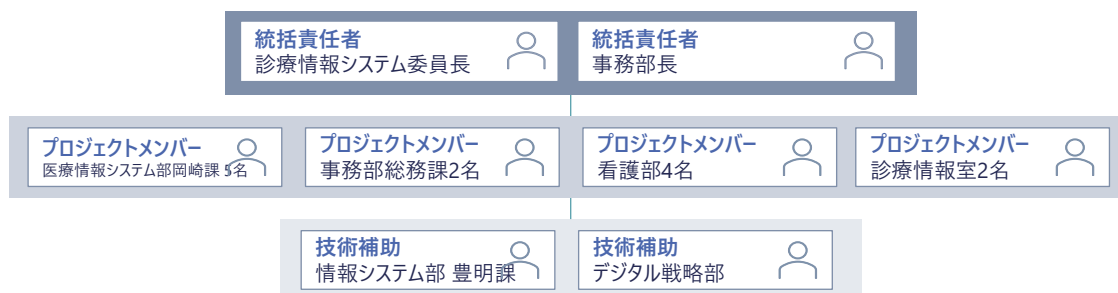 統括責任者
診療情報システム委員長
統括責任者
事務部長
プロジェクトメンバー
医療情報システム部岡崎課 5名
プロジェクトメンバー
事務部総務課2名
プロジェクトメンバー
看護部4名
プロジェクトメンバー
診療情報室2名
技術補助
情報システム部 豊明課
技術補助
デジタル戦略部